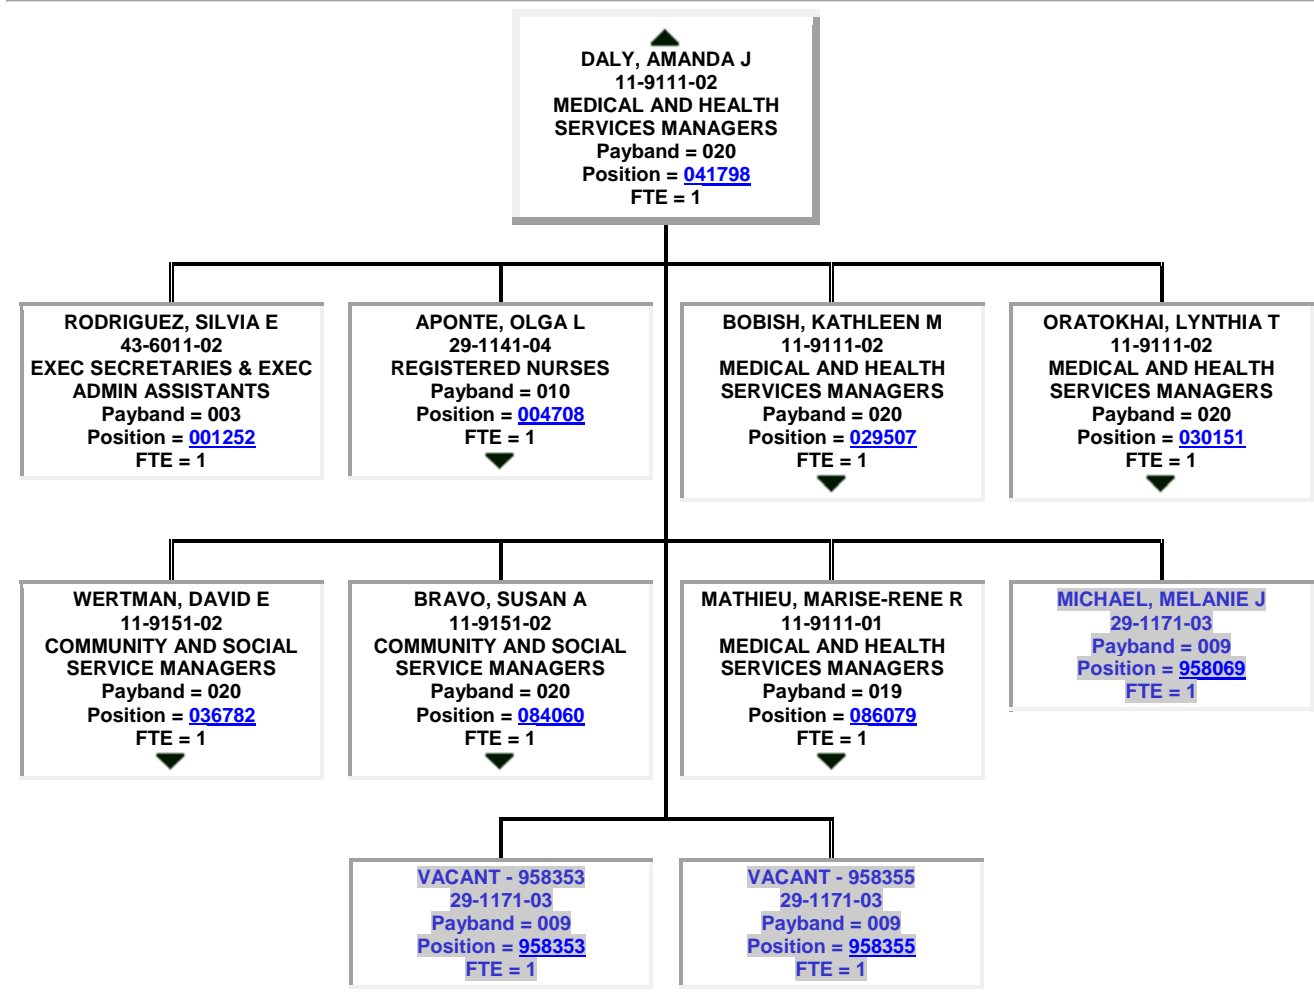 DALY, AMANDA J
11-9111-02
MEDICAL AND HEALTH
SERVICES MANAGERS
Payband = 020
Position = 041798
FTE = 1
RODRIGUEZ, SILVIA E
43-6011-02
EXEC SECRETARIES & EXEC
ADMIN ASSISTANTS
Payband = 003
Position = 001252
FTE = 1
APONTE, OLGA L
29-1141-04
REGISTERED NURSES
Payband = 010
Position = 004708
FTE = 1
BOBISH, KATHLEEN M
11-9111-02
MEDICAL AND HEALTH
SERVICES MANAGERS
Payband = 020
Position = 029507
FTE = 1
ORATOKHAI, LYNTHIA T
11-9111-02
MEDICAL AND HEALTH
SERVICES MANAGERS
Payband = 020
Position = 030151
FTE = 1
WERTMAN, DAVID E
11-9151-02
COMMUNITY AND SOCIAL
SERVICE MANAGERS
Payband = 020
Position = 036782
FTE = 1
BRAVO, SUSAN A
11-9151-02
COMMUNITY AND SOCIAL
SERVICE MANAGERS
Payband = 020
Position = 084060
FTE = 1
MATHIEU, MARISE-RENE R
11-9111-01
MEDICAL AND HEALTH
SERVICES MANAGERS
Payband = 019
Position = 086079
FTE = 1
MICHAEL, MELANIE J
29-1171-03
Payband = 009
Position = 958069
FTE = 1
VACANT - 958353
29-1171-03
Payband = 009
Position = 958353
FTE = 1
VACANT - 958355
29-1171-03
Payband = 009
Position = 958355
FTE = 1